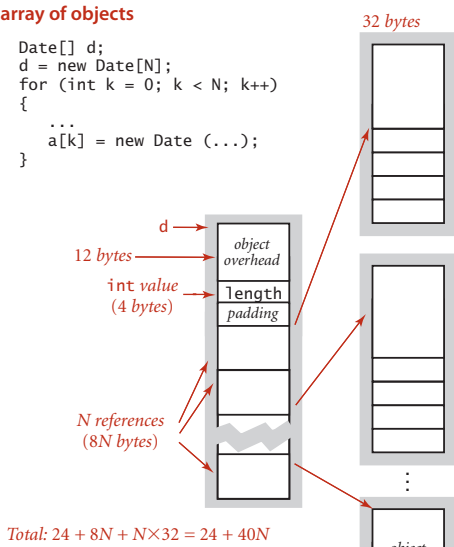 array of objects
32 bytes
Date[] d;
d = new Date[N];
for (int k = 0; k < N; k++)
{
...
a[k] = new Date (...);
}
d
object
overhead
12 bytes
int value
(4 bytes)
length
padding
N references
(8N bytes)
⋮
object
Total: 24 + 8N + N×32 = 24 + 40N